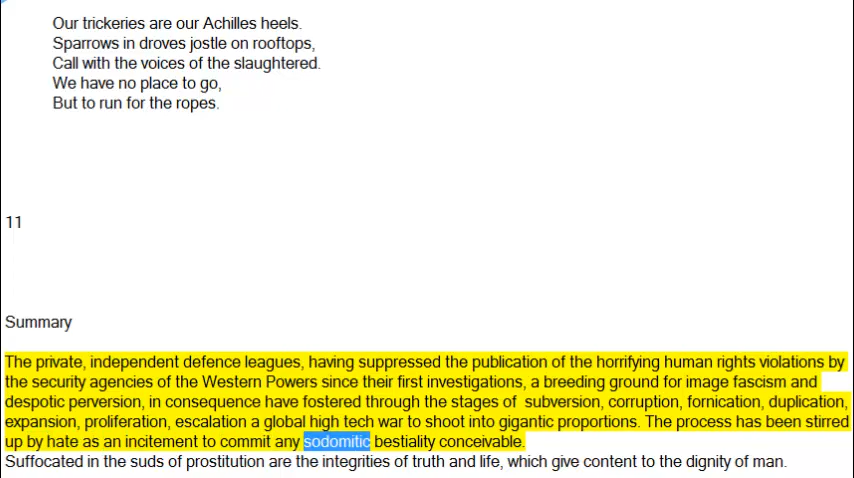 Our trickeries are our Achilles heels.
Sparrows in droves jostle on rooftops,
Call with the voices of the slaughtered.
We have no place to go,
But to run for the ropes.
11
Summary
The private, independent defence leagues, having suppressed the publication of the horrifying human rights violations by
the security agencies of the Western Powers since their first investigations, a breeding ground for image fascism and
despotic perversion, in consequence have fostered through the stages of  subversion, corruption, fornication, duplication,
expansion, proliferation, escalation a global high tech war to shoot into gigantic proportions. The process has been stirred
up by hate as an incitement to commit any sodomitic bestiality conceivable.
Suffocated in the suds of prostitution are the integrities of truth and life, which give content to the dignity of man.